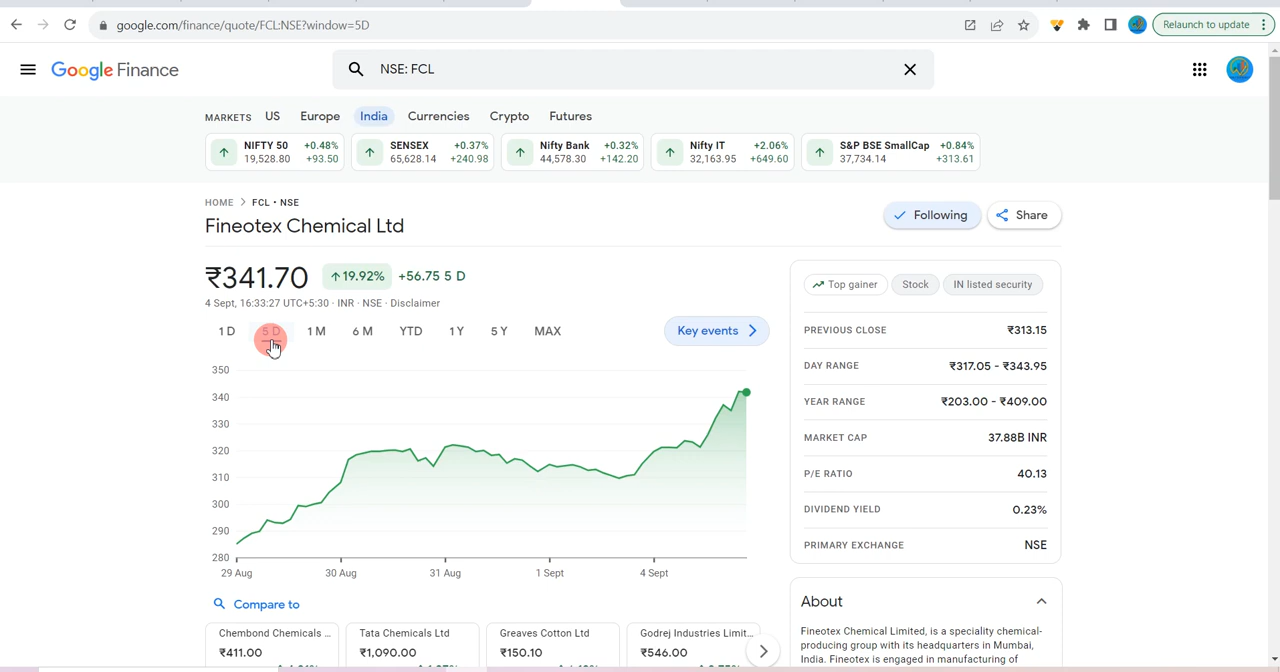 google.com/finance/quote/FCL:NSE?window=5D
Relaunch to update
Google Finance
NSE: FCL
MARKETS US Europe India Currencies Crypto Futures
NIFTY 50 +0.48%
19,528.80 +93.50
SENSEX +0.37%
65,628.14 +240.98
Nifty Bank +0.32%
44,578.30 +142.20
Nifty IT +2.06%
32,163.95 +649.60
S&P BSE SmallCap +0.84%
37,734.14 +313.61
HOME > FCL • NSE
Fineotex Chemical Ltd
Following
Share
₹341.70 19.92% +56.75 5 D
4 Sept, 16:33:27 UTC+5:30 · INR · NSE · Disclaimer
1 D 5 D 1 M 6 M YTD 1 Y 5 Y MAX
Key events
350
340
330
320
310
300
290
280
29 Aug 30 Aug 31 Aug 1 Sept 4 Sept
Compare to
Chembond Chemicals ...
₹411.00
Tata Chemicals Ltd
₹1,090.00
Greaves Cotton Ltd
₹150.10
Godrej Industries Limit...
₹546.00
Top gainer Stock IN listed security
PREVIOUS CLOSE ₹313.15
DAY RANGE ₹317.05 - ₹343.95
YEAR RANGE ₹203.00 - ₹409.00
MARKET CAP 37.88B INR
P/E RATIO 40.13
DIVIDEND YIELD 0.23%
PRIMARY EXCHANGE NSE
About
Fineotex Chemical Limited, is a speciality chemical-
producing group with its headquarters in Mumbai,
India. Fineotex is engaged in manufacturing of